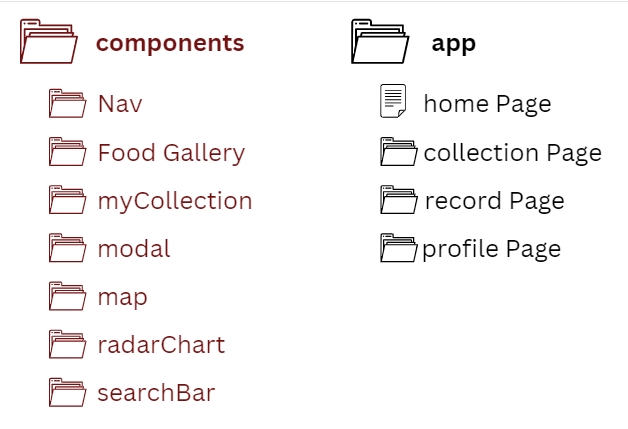 components
Nav
Food Gallery
myCollection
modal
map
radarChart
searchBar
app
home Page
collection Page
record Page
profile Page